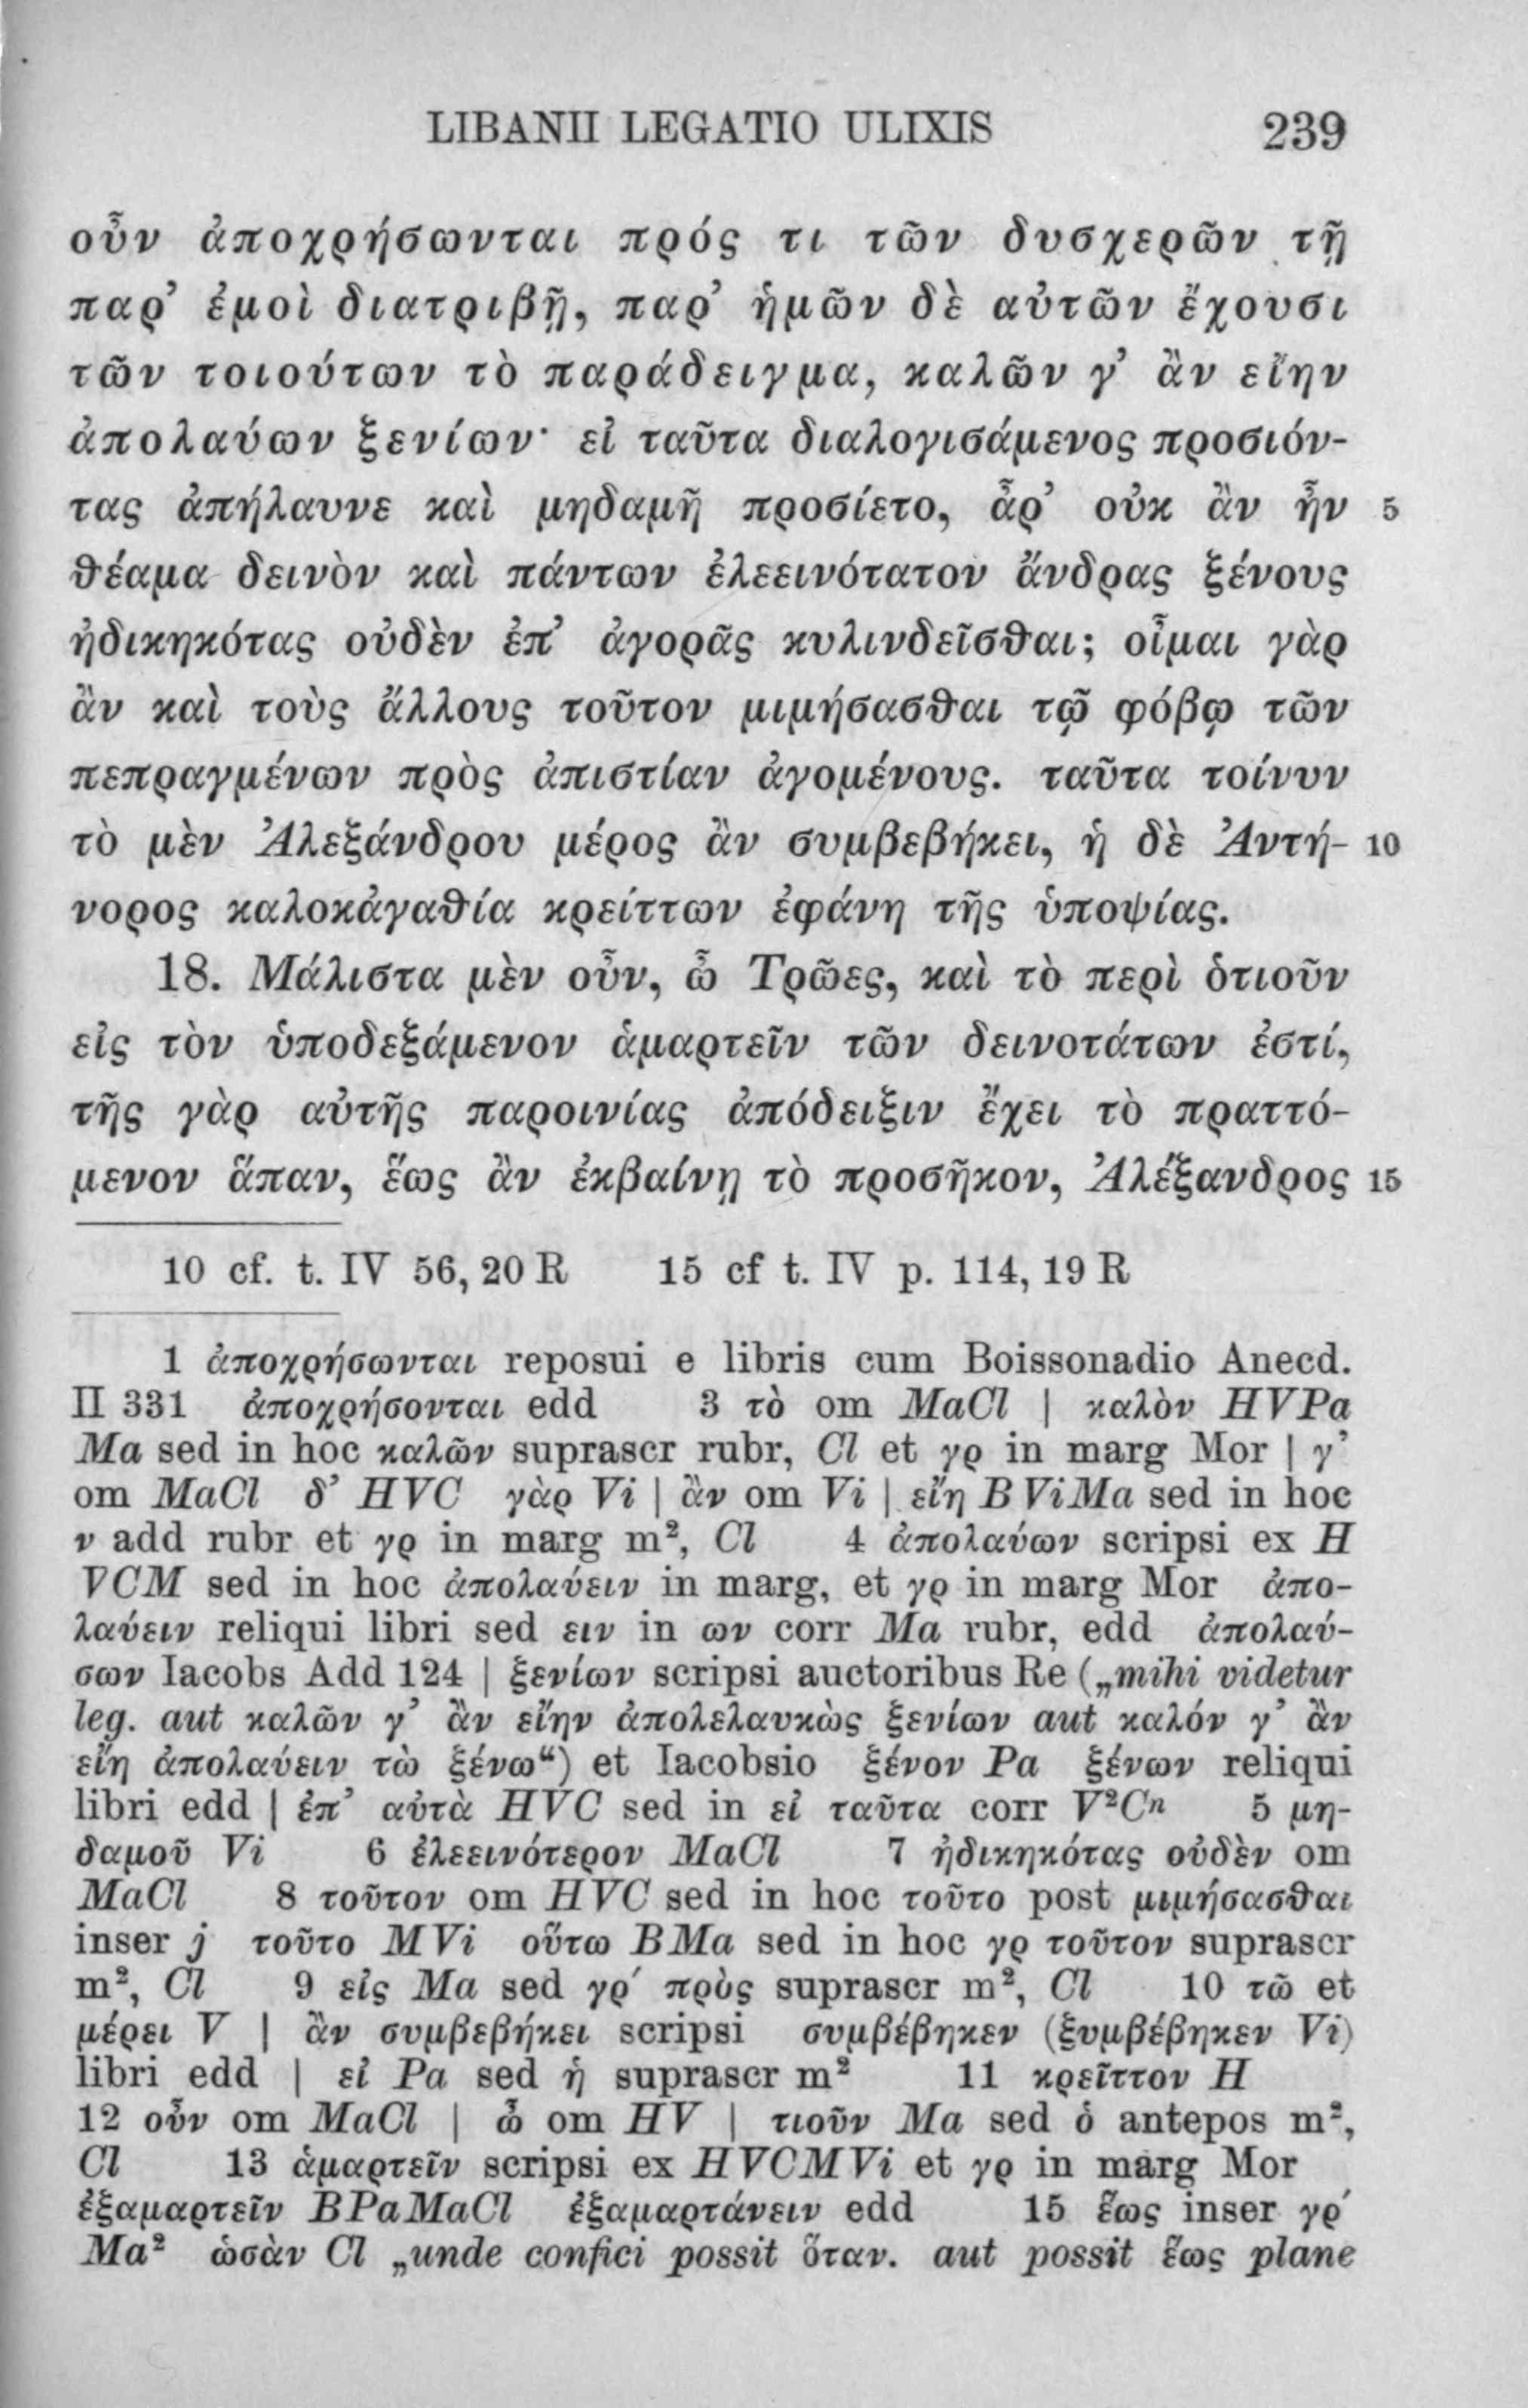 LIBANII LEGATIO ULIXIS 239
οὖν ἀποχρήσωνται πρός τι τῶν δυσχερῶν τῇ
παρ’ ἐμοὶ διατριβῇ, παρ’ ἡμῶν δὲ αὐτῶν ἔχουσι
τῶν τοιούτων τὸ παράδειγμα, καλῶν γ’ ἂν εἴην
ἀπολαύων ξενίων· εἰ ταῦτα διαλογισάμενος προσιόν-
τας ἀπήλαυνε καὶ μηδαμῇ προσίετο, ἆρ’ οὐκ ἂν ἦν 5
θέαμα δεινὸν καὶ πάντων ἐλεεινότατον ἄνδρας ξένους
ἠδικηκότας οὐδὲν ἐπ’ ἀγορᾶς κυλινδεῖσθαι; οἶμαι γὰρ
ἂν καὶ τοὺς ἄλλους τοῦτον μιμήσασθαι τῷ φόβῳ τῶν
πεπραγμένων πρὸς ἀπιστίαν ἀγομένους. ταῦτα τοίνυν
τὸ μὲν Ἀλεξάνδρου μέρος ἂν συμβεβήκει, ἡ δὲ Ἀντή- 10
νορος καλοκἀγαθία κρείττων ἐφάνη τῆς ὑποψίας.
18. Μάλιστα μὲν οὖν, ὦ Τρῶες, καὶ τὸ περὶ ὁτιοῦν
εἰς τὸν ὑποδεξάμενον ἁμαρτεῖν τῶν δεινοτάτων ἐστί,
τῆς γὰρ αὐτῆς παροινίας ἀπόδειξιν ἔχει τὸ πραττό-
μενον ἅπαν, ἕως ἂν ἐκβαίνῃ τὸ προσῆκον, Ἀλέξανδρος 15
10 cf. t. IV 56, 20 R 15 cf t. IV p. 114, 19 R
1 ἀποχρήσωνται reposui e libris cum Boissonadio Anecd.
II 331 ἀποχρήσονται edd 3 τὸ om MaCl | καλὸν HVPa
Ma sed in hoc καλῶν suprascr rubr, Cl et γρ in marg Mor | γ’
om MaCl δ’ HVC γὰρ Vi | ἂν om Vi | εἴη BViMa sed in hoc
ν add rubr et γρ in marg m², Cl 4 ἀπολαύων scripsi ex H
VCM sed in hoc ἀπολαύειν in marg, et γρ in marg Mor ἀπο-
λαύειν reliqui libri sed ειν in ων corr Ma rubr, edd ἀπολαύ-
σων Iacobs Add 124 | ξενίων scripsi auctoribus Re („mihi videtur
leg. aut καλῶν γ’ ἂν εἴην ἀπολελαυκὼς ξενίων aut καλόν γ’ ἂν
εἴη ἀπολαύειν τὼ ξένω“) et Iacobsio ξένον Pa ξένων reliqui
libri edd | ἐπ’ αὐτὰ HVC sed in εἰ ταῦτα corr V²Cⁿ 5 μη-
δαμοῦ Vi 6 ἐλεεινότερον MaCl 7 ἠδικηκότας οὐδὲν om
MaCl 8 τοῦτον om HVC sed in hoc τοῦτο post μιμήσασθαι
inser j τοῦτο MVi οὕτω BMa sed in hoc γρ τοῦτον suprascr
m², Cl 9 εἰς Ma sed γρ´ πρὸς suprascr m², Cl 10 τῶ et
μέρει V | ἂν συμβεβήκει scripsi συμβέβηκεν (ξυμβέβηκεν Vi)
libri edd | εἰ Pa sed ἡ suprascr m² 11 κρεῖττον H
12 οὖν om MaCl | ὦ om HV | τιοῦν Ma sed ὁ antepos m²,
Cl 13 ἁμαρτεῖν scripsi ex HVCMVi et γρ in marg Mor
ἐξαμαρτεῖν BPaMaCl ἐξαμαρτάνειν edd 15 ἕως inser γρ´
Ma² ὡσὰν Cl „unde confici possit ὅταν. aut possit ἕως plane